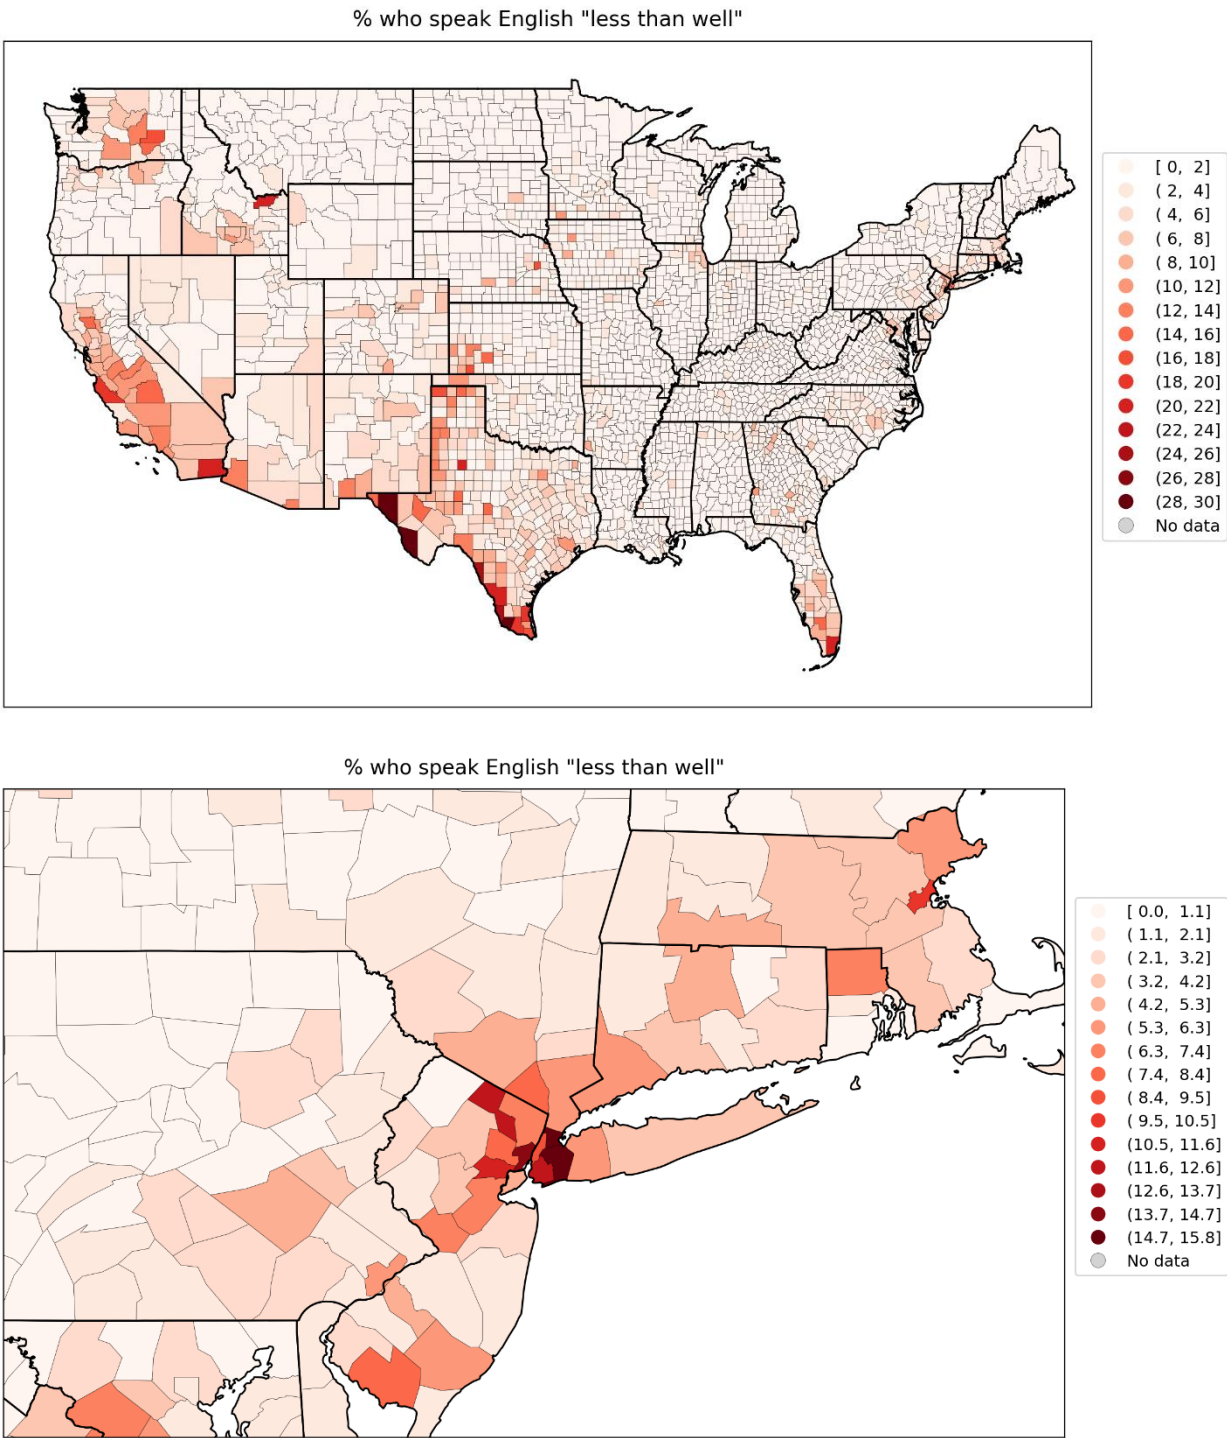 % who speak English "less than well"
[ 0, 2]
( 2, 4]
( 4, 6]
( 6, 8]
( 8, 10]
(10, 12]
(12, 14]
(14, 16]
(16, 18]
(18, 20]
(20, 22]
(22, 24]
(24, 26]
(26, 28]
(28, 30]
No data
% who speak English "less than well"
[ 0.0, 1.1]
( 1.1, 2.1]
( 2.1, 3.2]
( 3.2, 4.2]
( 4.2, 5.3]
( 5.3, 6.3]
( 6.3, 7.4]
( 7.4, 8.4]
( 8.4, 9.5]
( 9.5, 10.5]
(10.5, 11.6]
(11.6, 12.6]
(12.6, 13.7]
(13.7, 14.7]
(14.7, 15.8]
No data